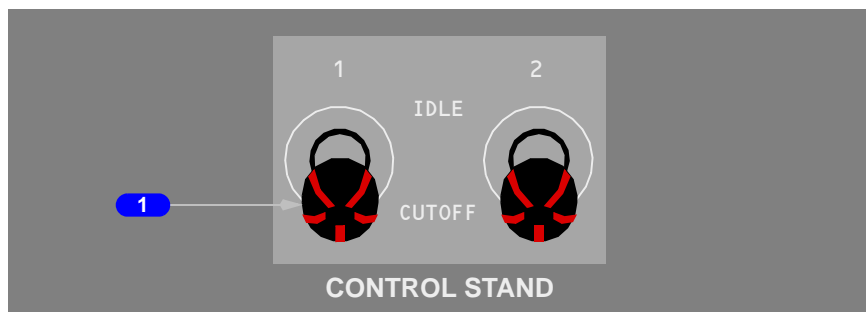 1 2
IDLE
1
CUTOFF
CONTROL STAND